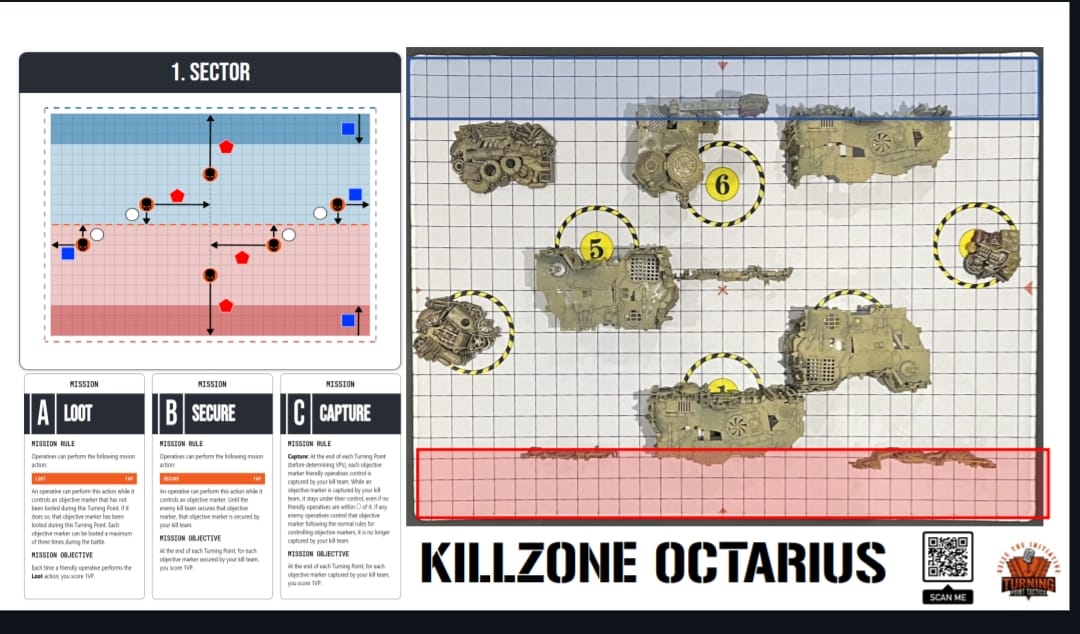 1. SECTOR
MISSION
A LOOT
MISSION RULE
Operatives can perform the following mission
action:
LOOT 1AP
An operative can perform this action while it
controls an objective marker that has not
been looted during this Turning Point. If it
does so, that objective marker has been
looted during this Turning Point. Each
objective marker can be looted a maximum
of three times during the battle.
MISSION OBJECTIVE
Each time a friendly operative performs the
Loot action, you score 1VP.
MISSION
B SECURE
MISSION RULE
Operatives can perform the following mission
action:
SECURE 1AP
An operative can perform this action while it
controls an objective marker. Until the
enemy kill team secures that objective
marker, that objective marker is secured by
your kill team.
MISSION OBJECTIVE
At the end of each Turning Point, for each
objective marker secured by your kill team,
you score 1VP.
MISSION
C CAPTURE
MISSION RULE
Capture: At the end of each Turning Point
(before determining VPs), each objective
marker friendly operatives control is
captured by your kill team. While an
objective marker is captured by your kill
team, it stays under their control, even if no
friendly operatives are within of it. If any
enemy operatives control that objective
marker following the normal rules for
controlling objective markers, it is no longer
captured by your kill team.
MISSION OBJECTIVE
At the end of each Turning Point, for each
objective marker captured by your kill team,
you score 1VP.
6
5
1
KILLZONE OCTARIUS
SCAN ME
SEIZE THE INITIATIVE
TURNING
POINT TACTICS